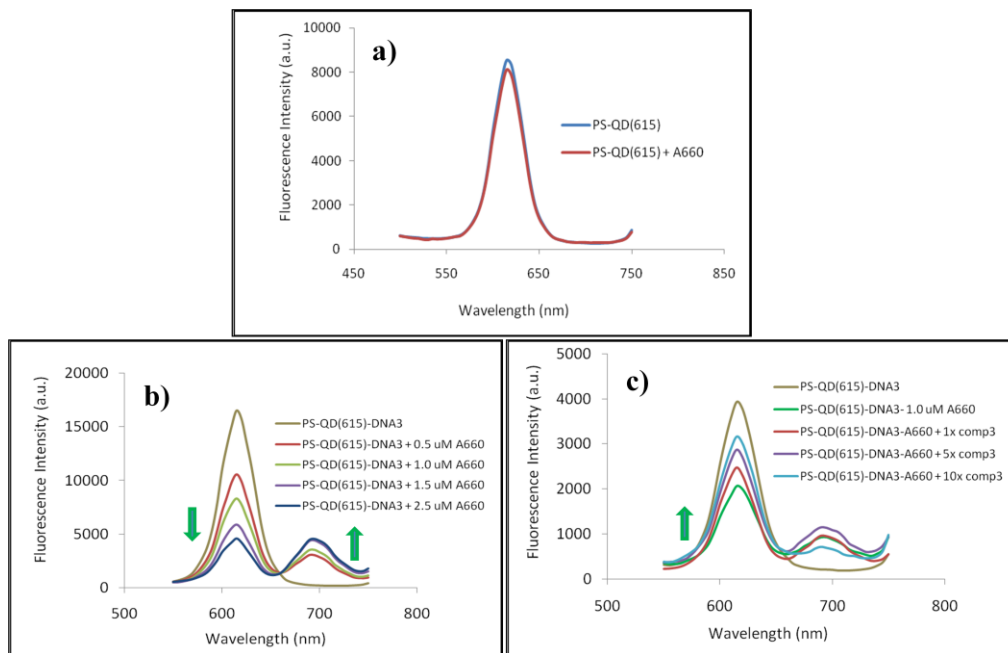 a)
Fluorescence Intensity (a.u.)
10000
8000
6000
4000
2000
0
450
550
650
750
850
Wavelength (nm)
PS-QD(615)
PS-QD(615) + A660
b)
Fluorescence Intensity (a.u.)
20000
15000
10000
5000
0
500
600
700
800
Wavelength (nm)
PS-QD(615)-DNA3
PS-QD(615)-DNA3 + 0.5 uM A660
PS-QD(615)-DNA3 + 1.0 uM A660
PS-QD(615)-DNA3 + 1.5 uM A660
PS-QD(615)-DNA3 + 2.5 uM A660
c)
Fluorescence Intensity (a.u.)
5000
4000
3000
2000
1000
0
500
600
700
800
Wavelength (nm)
PS-QD(615)-DNA3
PS-QD(615)-DNA3- 1.0 uM A660
PS-QD(615)-DNA3-A660 + 1x comp3
PS-QD(615)-DNA3-A660 + 5x comp3
PS-QD(615)-DNA3-A660 + 10x comp3